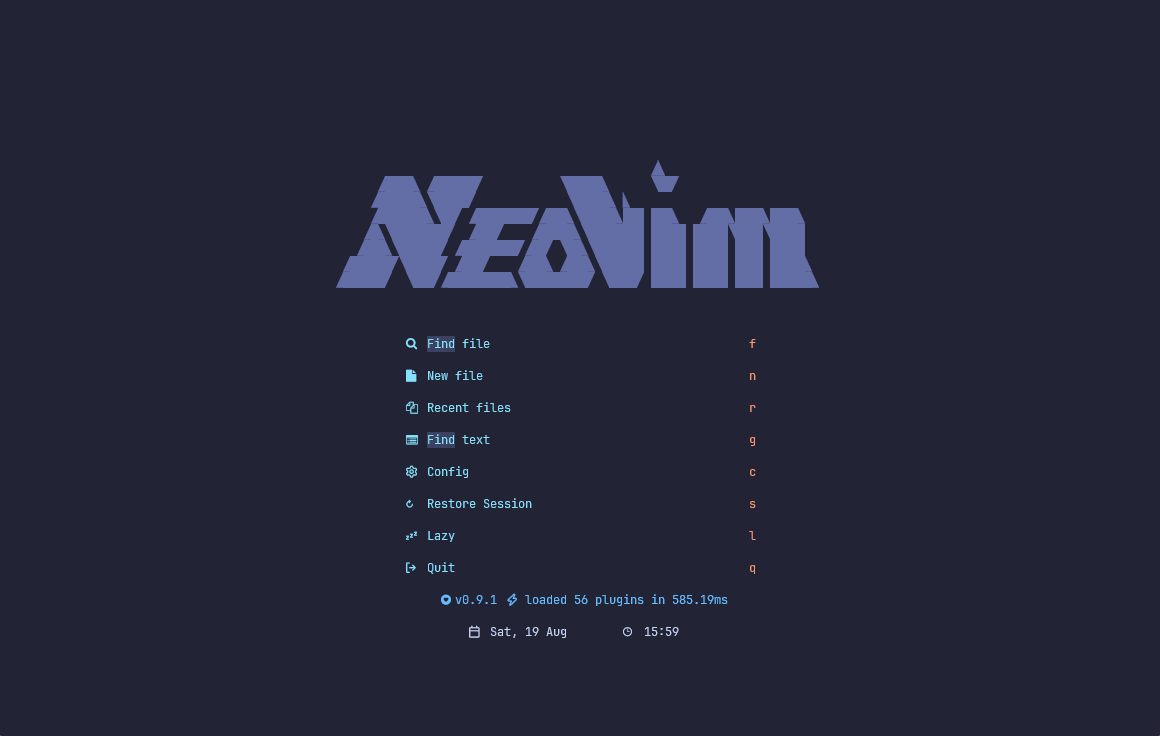 NEOVIM
Find file f
New file n
Recent files r
Find text g
Config c
Restore Session s
Lazy l
Quit q
v0.9.1 loaded 56 plugins in 585.19ms
Sat, 19 Aug 15:59